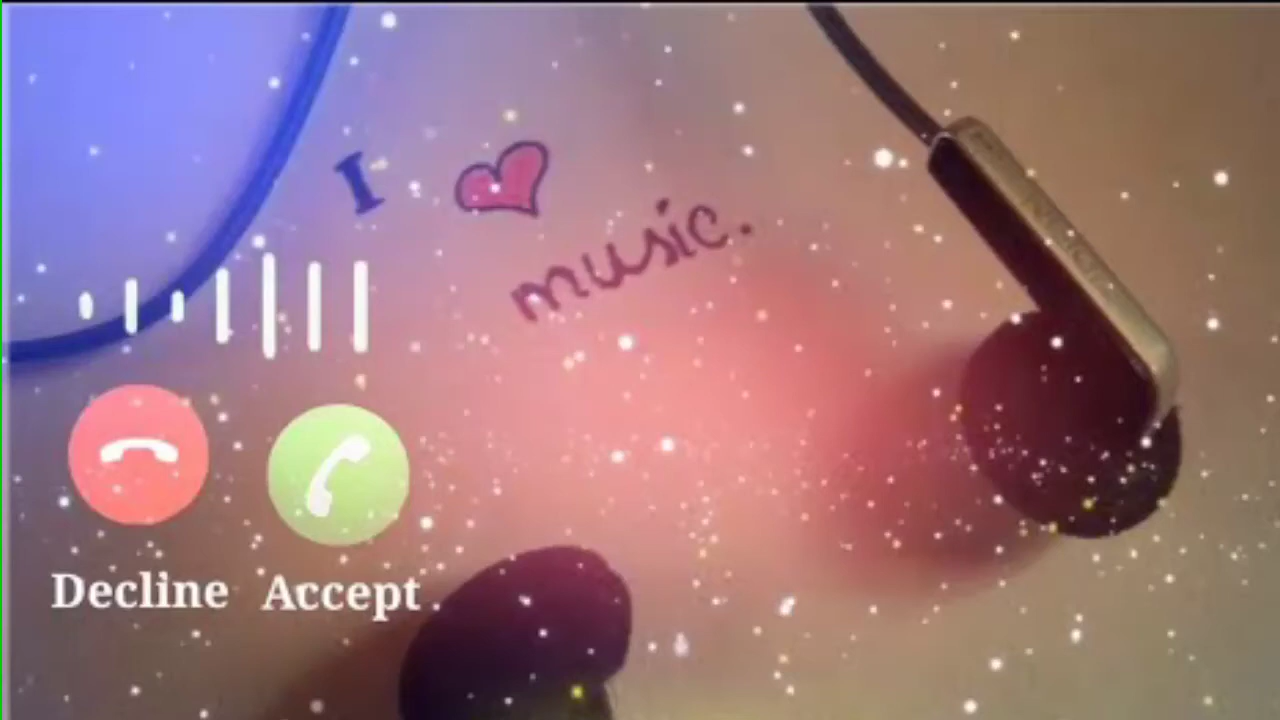 I ❤
music.
Decline Accept